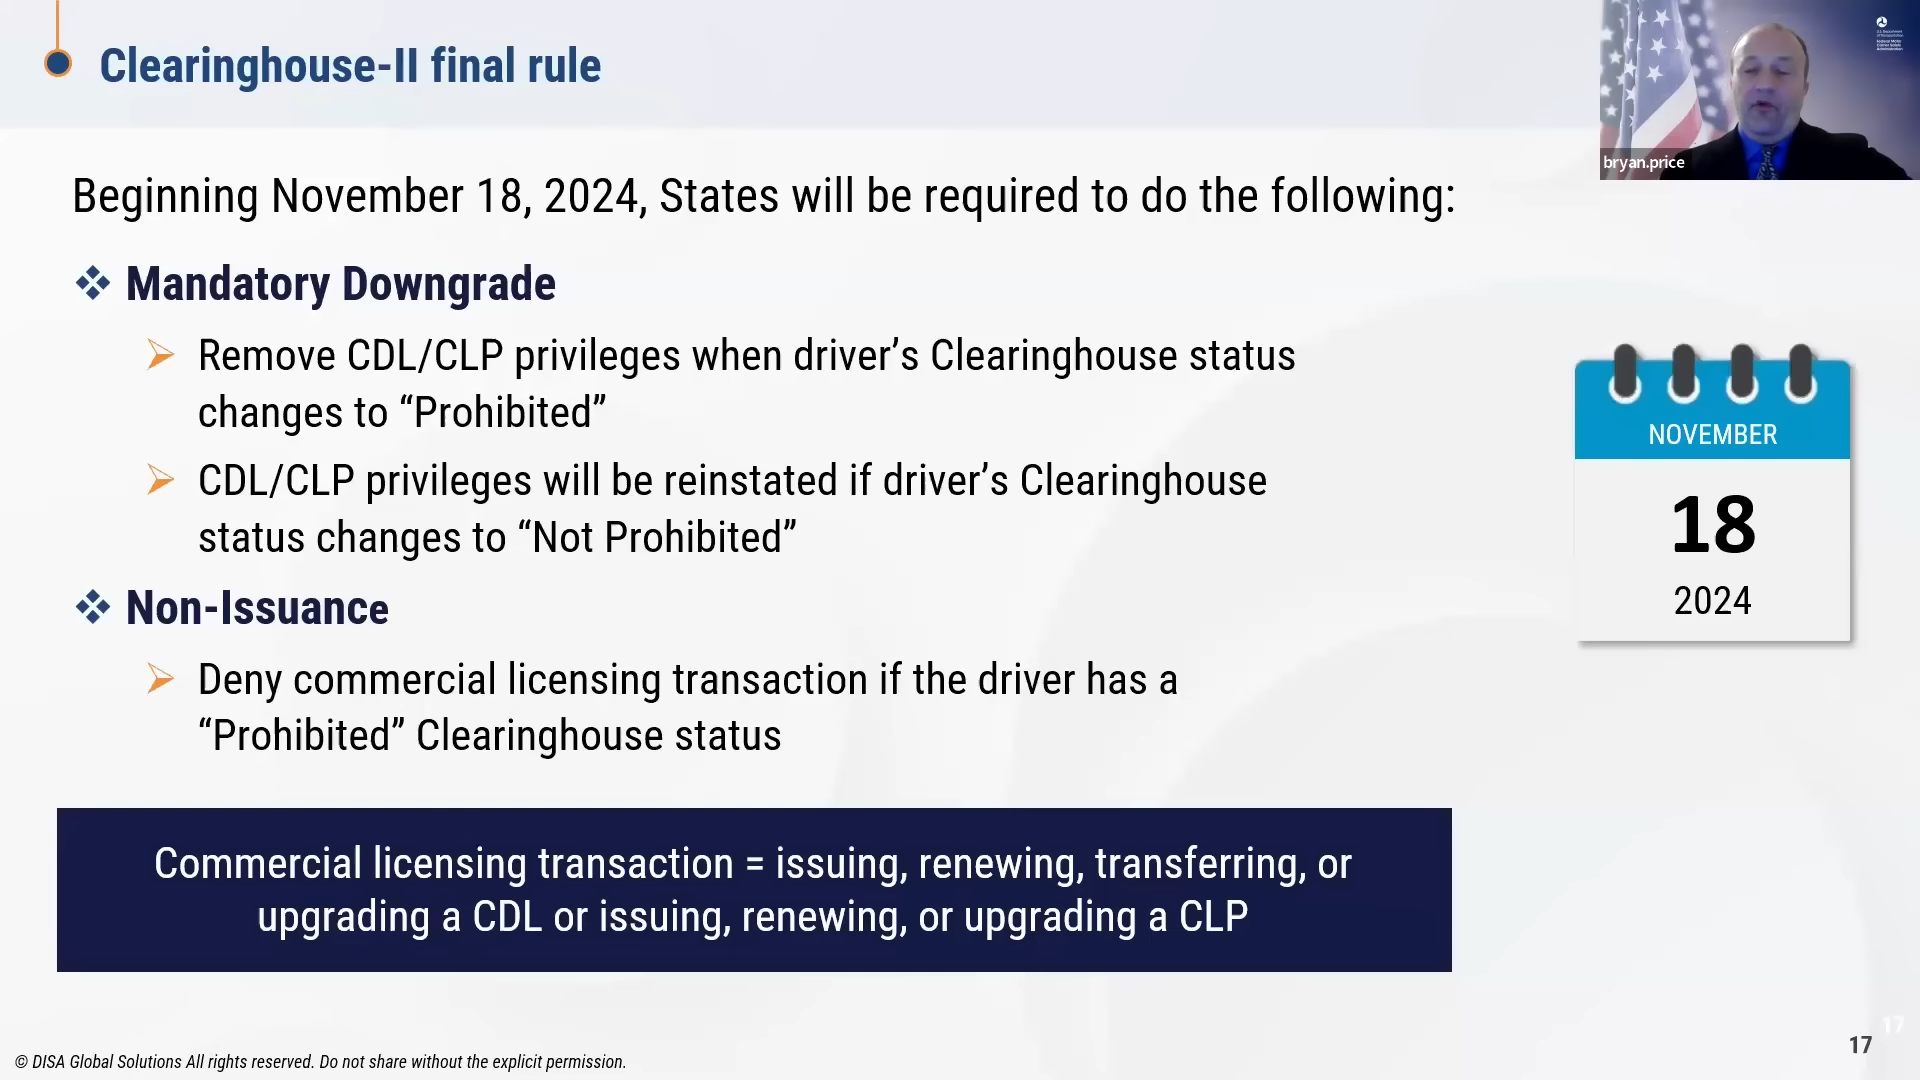 Clearinghouse-II final rule
bryan.price
Beginning November 18, 2024, States will be required to do the following:
Mandatory Downgrade
Remove CDL/CLP privileges when driver’s Clearinghouse status
changes to “Prohibited”
CDL/CLP privileges will be reinstated if driver’s Clearinghouse
status changes to “Not Prohibited”
Non-Issuance
Deny commercial licensing transaction if the driver has a
“Prohibited” Clearinghouse status
NOVEMBER
18
2024
Commercial licensing transaction = issuing, renewing, transferring, or
upgrading a CDL or issuing, renewing, or upgrading a CLP
17
17
© DISA Global Solutions All rights reserved. Do not share without the explicit permission.